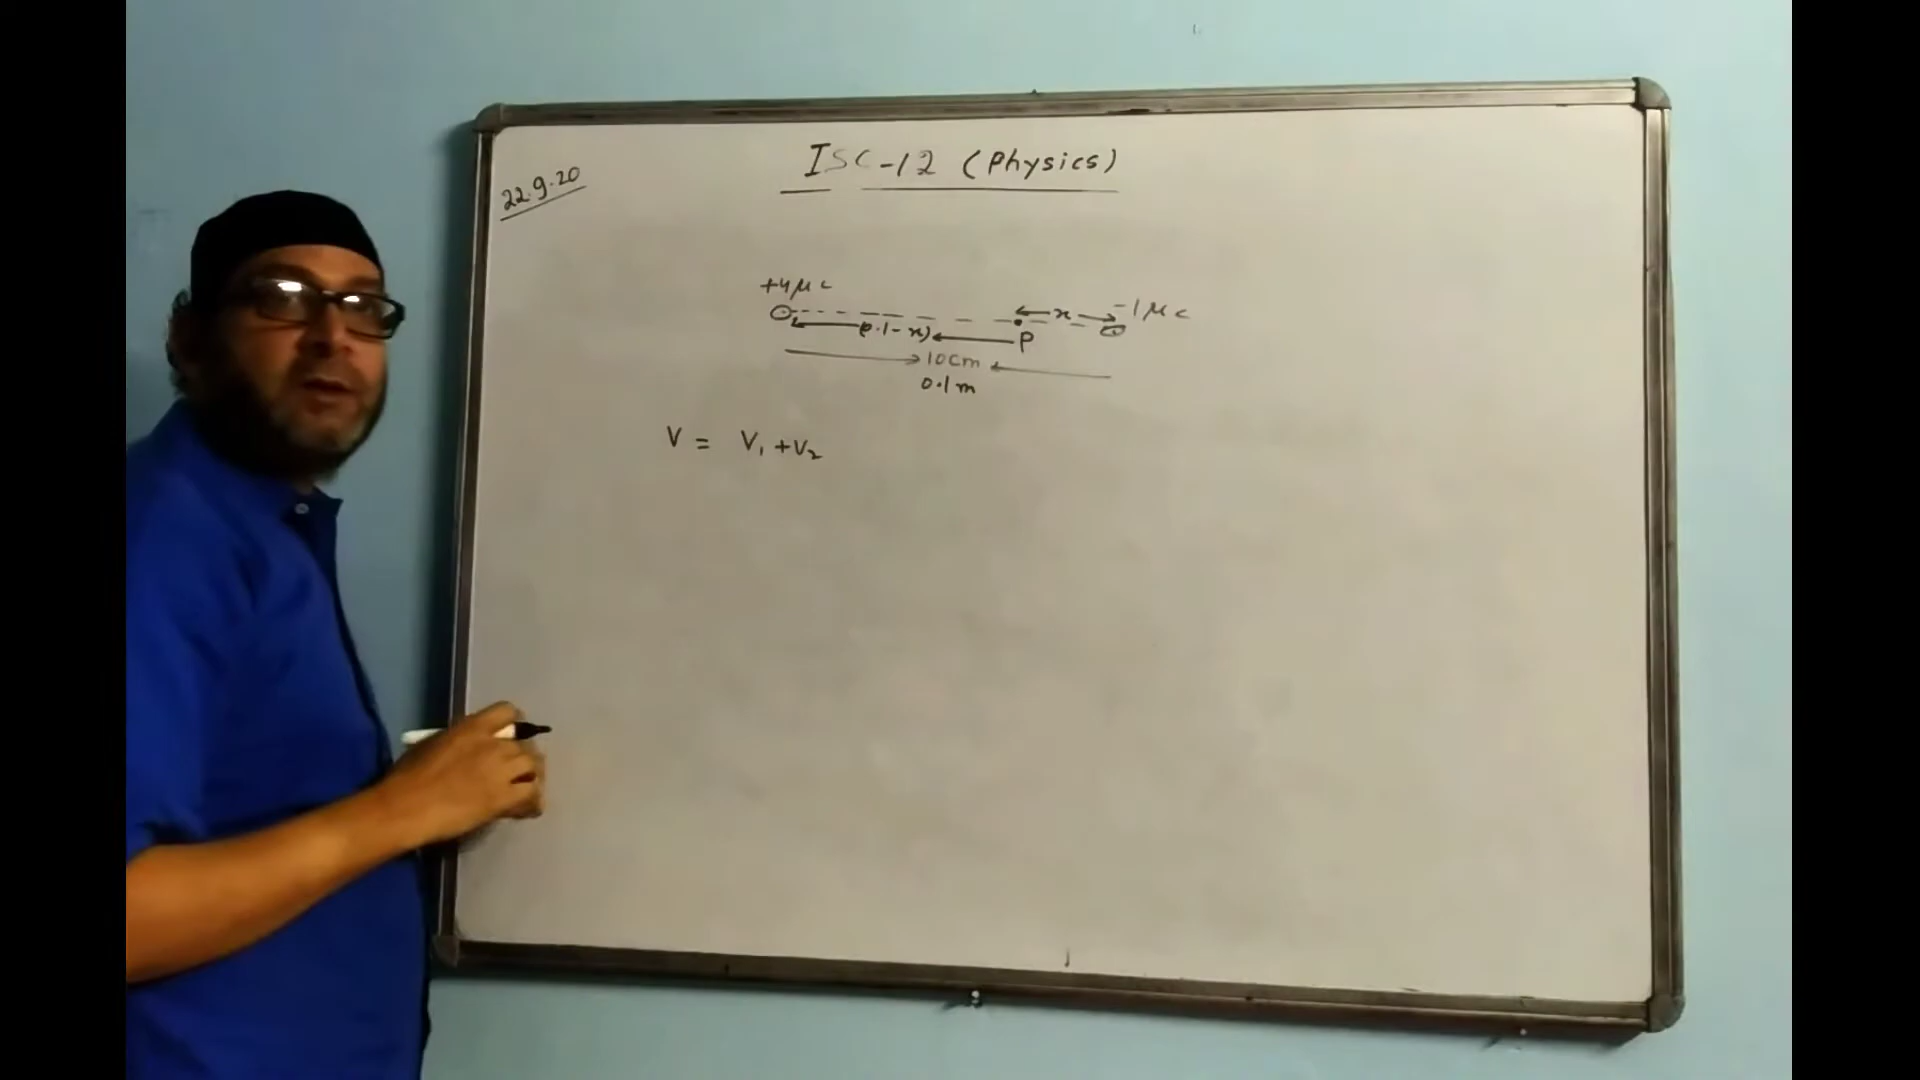 22.9.20
ISC-12 (Physics)
+4μc
x
-1μc
(0.1-x)
P
10cm
0.1m
V = V₁ +V₂